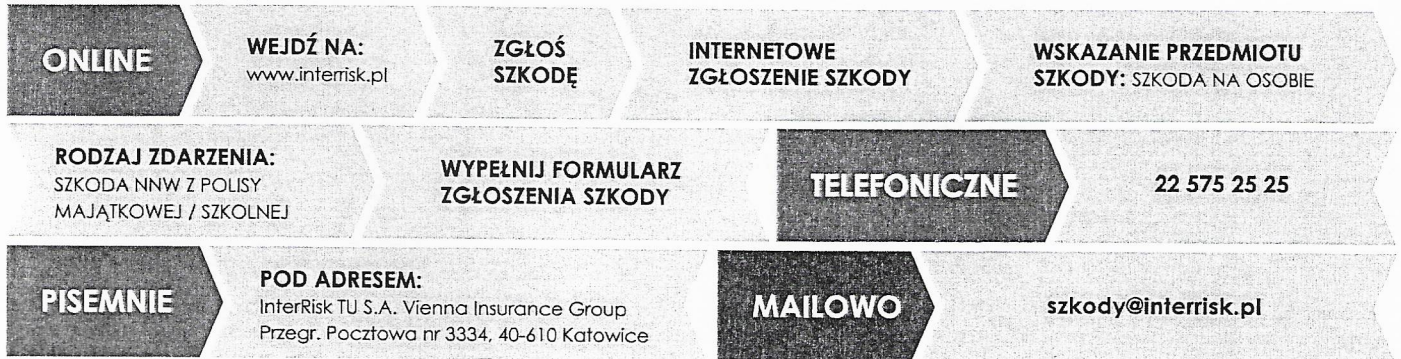 ONLINE
WEJDŹ NA:
www.interrisk.pl
ZGŁOŚ
SZKODĘ
INTERNETOWE
ZGŁOSZENIE SZKODY
WSKAZANIE PRZEDMIOTU
SZKODY: SZKODA NA OSOBIE
RODZAJ ZDARZENIA:
SZKODA NNW Z POLISY
MAJĄTKOWEJ / SZKOLNEJ
WYPEŁNIJ FORMULARZ
ZGŁOSZENIA SZKODY
TELEFONICZNE
22 575 25 25
PISEMNIE
POD ADRESEM:
InterRisk TU S.A. Vienna Insurance Group
Przegr. Pocztowa nr 3334, 40-610 Katowice
MAILOWO
szkody@interrisk.pl